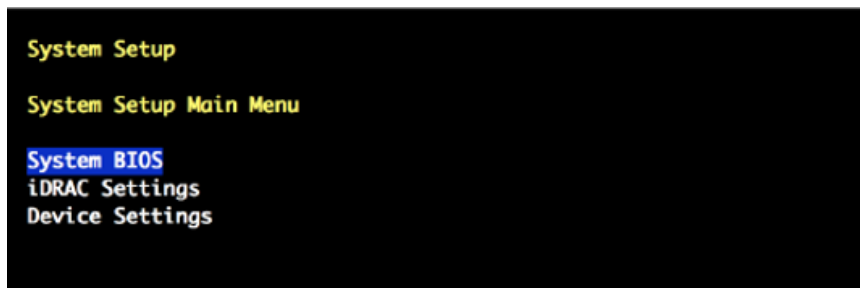 System Setup
System Setup Main Menu
System BIOS
iDRAC Settings
Device Settings